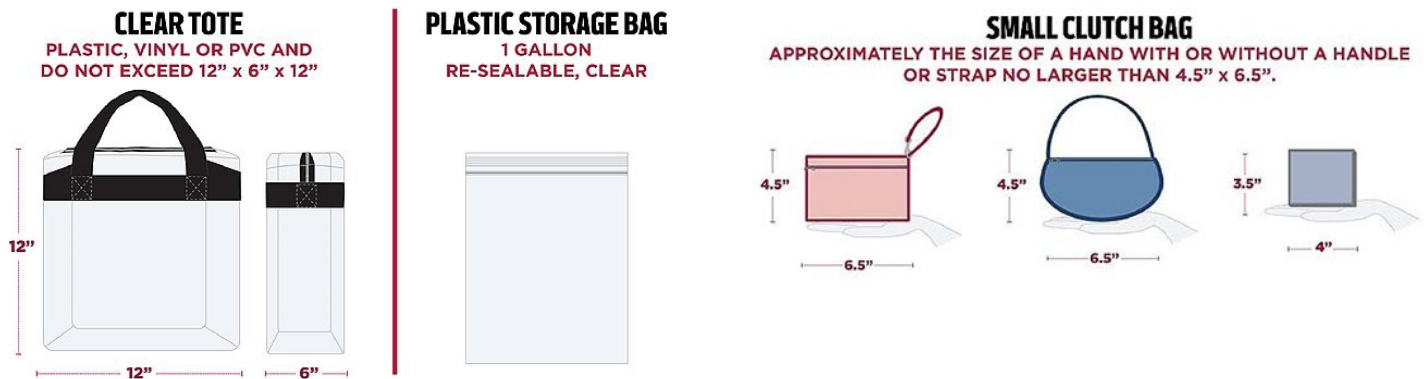 CLEAR TOTE
PLASTIC, VINYL OR PVC AND
DO NOT EXCEED 12” x 6” x 12”
12”
12”
6”
PLASTIC STORAGE BAG
1 GALLON
RE-SEALABLE, CLEAR
SMALL CLUTCH BAG
APPROXIMATELY THE SIZE OF A HAND WITH OR WITHOUT A HANDLE
OR STRAP NO LARGER THAN 4.5” x 6.5”.
4.5”
6.5”
4.5”
6.5”
3.5”
4”